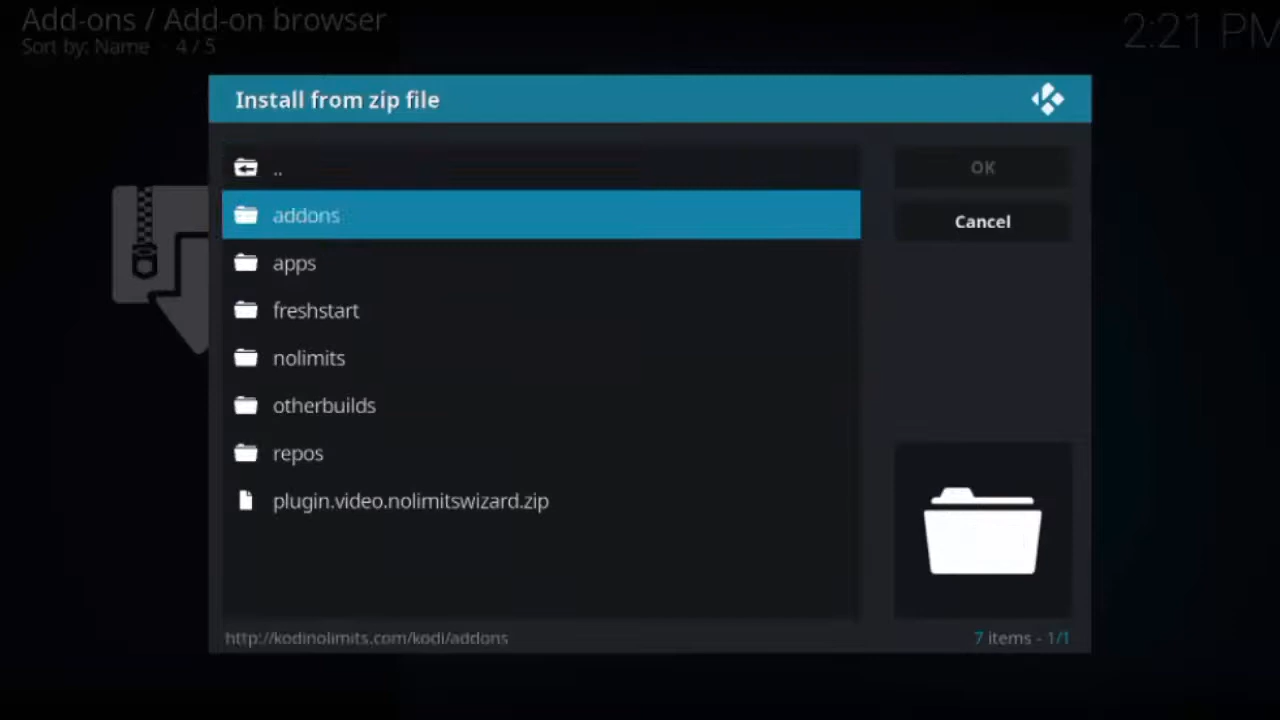 Add-ons / Add-on browser
Sort by: Name · 4 / 5
2:21 PM
Install from zip file
..
addons
apps
freshstart
nolimits
otherbuilds
repos
plugin.video.nolimitswizard.zip
OK
Cancel
http://kodinolimits.com/kodi/addons
7 items - 1/1